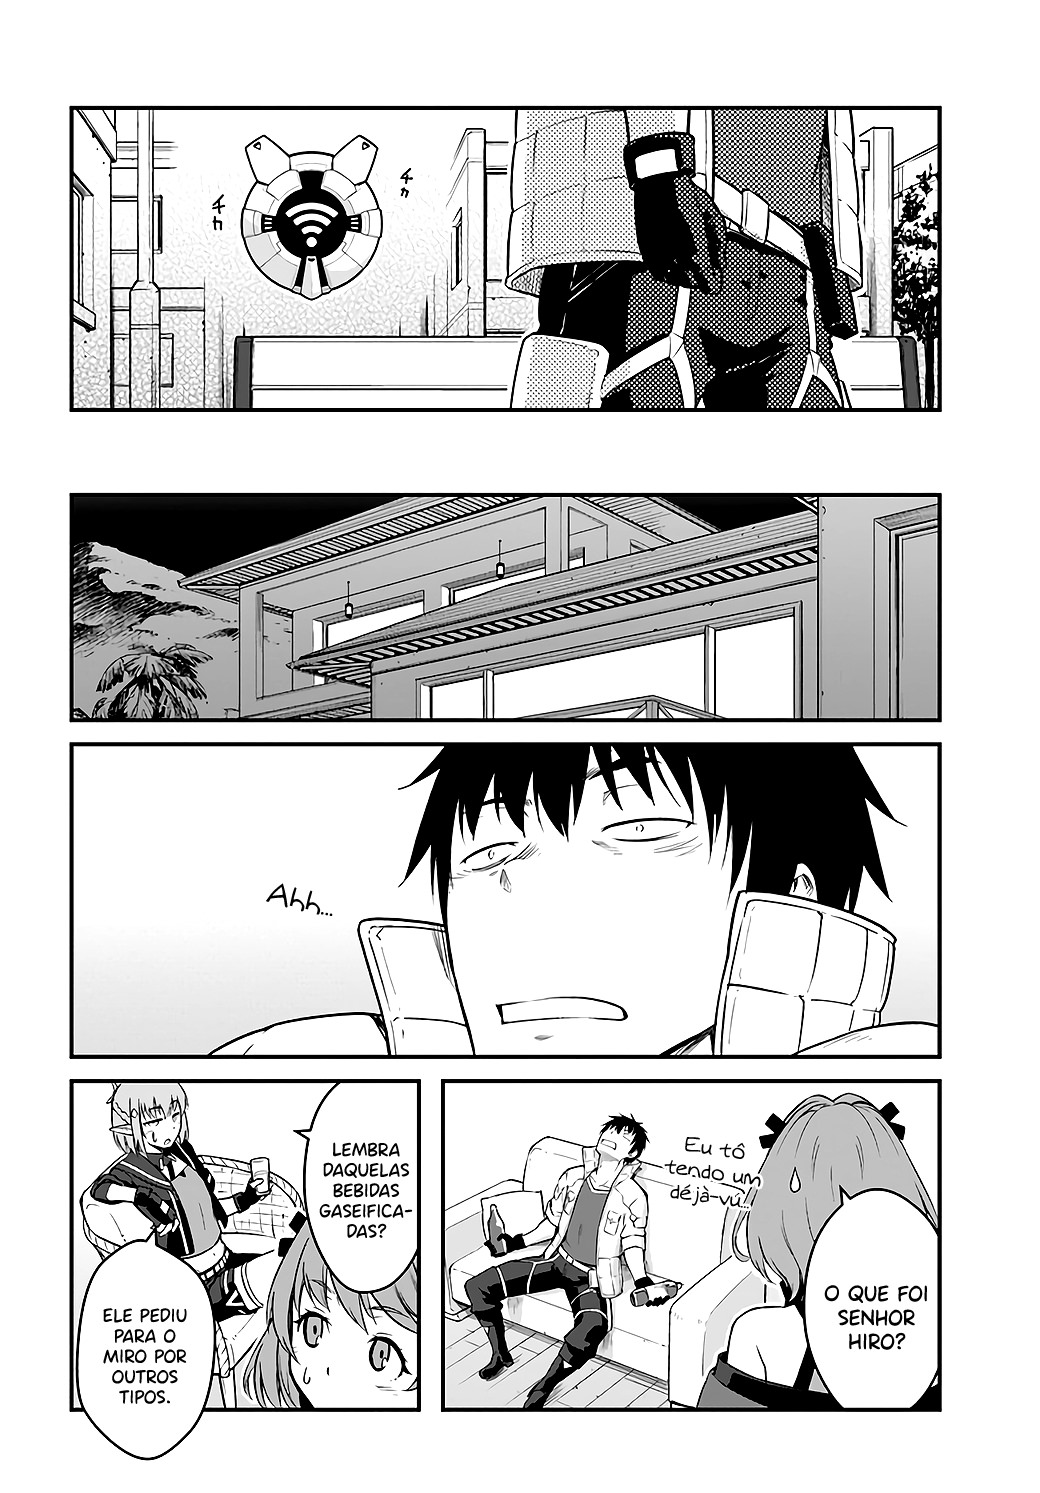 チカ
チカ
Ahh...
Eu tô
tendo um
déjà-vú...
O QUE FOI
SENHOR
HIRO?
LEMBRA
DAQUELAS
BEBIDAS
GASEIFICA-
DAS?
ELE PEDIU
PARA O
MIRO POR
OUTROS
TIPOS.